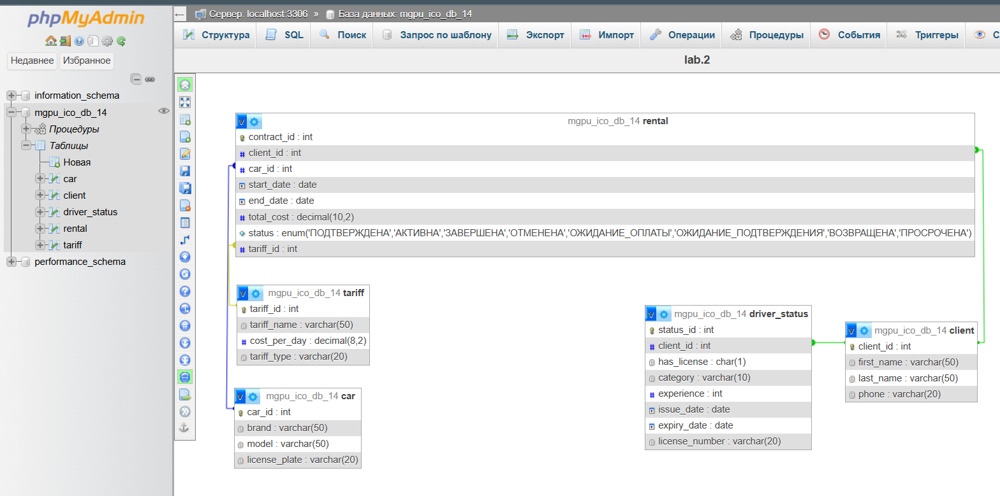 phpMyAdmin
Недавнее Избранное
information_schema
mgpu_ico_db_14
Процедуры
Таблицы
Новая
car
client
driver_status
rental
tariff
performance_schema
← Сервер: localhost:3306 » База данных: mgpu_ico_db_14
Структура SQL Поиск Запрос по шаблону Экспорт Импорт Операции Процедуры События Триггеры
lab.2
v mgpu_ico_db_14 rental
contract_id : int
# client_id : int
# car_id : int
start_date : date
end_date : date
# total_cost : decimal(10,2)
status : enum('ПОДТВЕРЖДЕНА','АКТИВНА','ЗАВЕРШЕНА','ОТМЕНЕНА','ОЖИДАНИЕ_ОПЛАТЫ','ОЖИДАНИЕ_ПОДТВЕРЖДЕНИЯ','ВОЗВРАЩЕНА','ПРОСРОЧЕНА')
# tariff_id : int
v mgpu_ico_db_14 tariff
tariff_id : int
tariff_name : varchar(50)
# cost_per_day : decimal(8,2)
tariff_type : varchar(20)
v mgpu_ico_db_14 car
car_id : int
brand : varchar(50)
model : varchar(50)
license_plate : varchar(20)
v mgpu_ico_db_14 driver_status
status_id : int
# client_id : int
has_license : char(1)
category : varchar(10)
# experience : int
issue_date : date
expiry_date : date
license_number : varchar(20)
v mgpu_ico_db_14 client
client_id : int
first_name : varchar(50)
last_name : varchar(50)
phone : varchar(20)